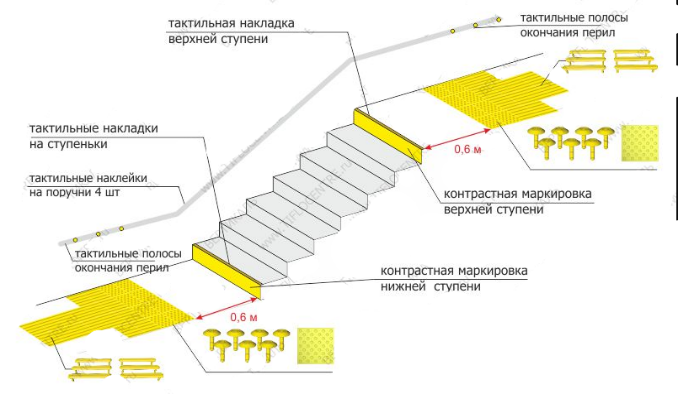 тактильная накладка
верхней ступени
тактильные полосы
окончания перил
тактильные накладки
на ступеньки
0,6 м
тактильные наклейки
на поручни 4 шт
контрастная маркировка
верхней ступени
тактильные полосы
окончания перил
контрастная маркировка
нижней ступени
0,6 м